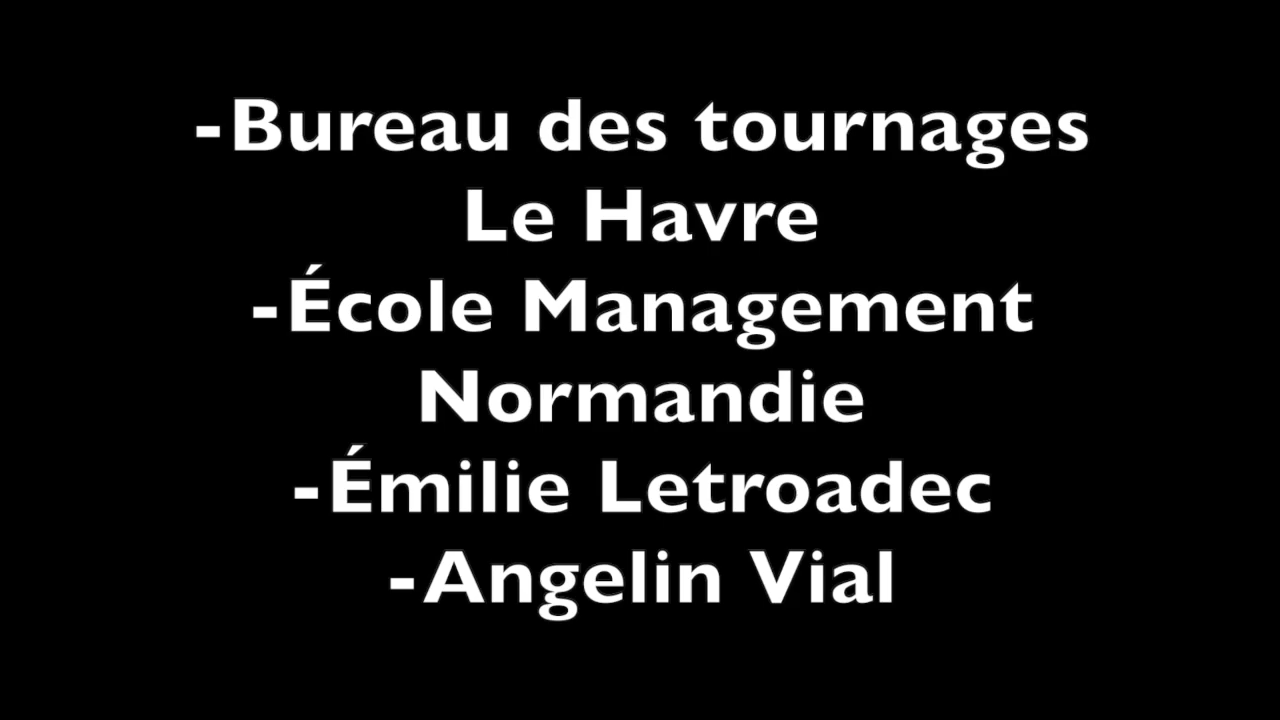 -Bureau des tournages
Le Havre
-École Management
Normandie
-Émilie Letroadec
-Angelin Vial